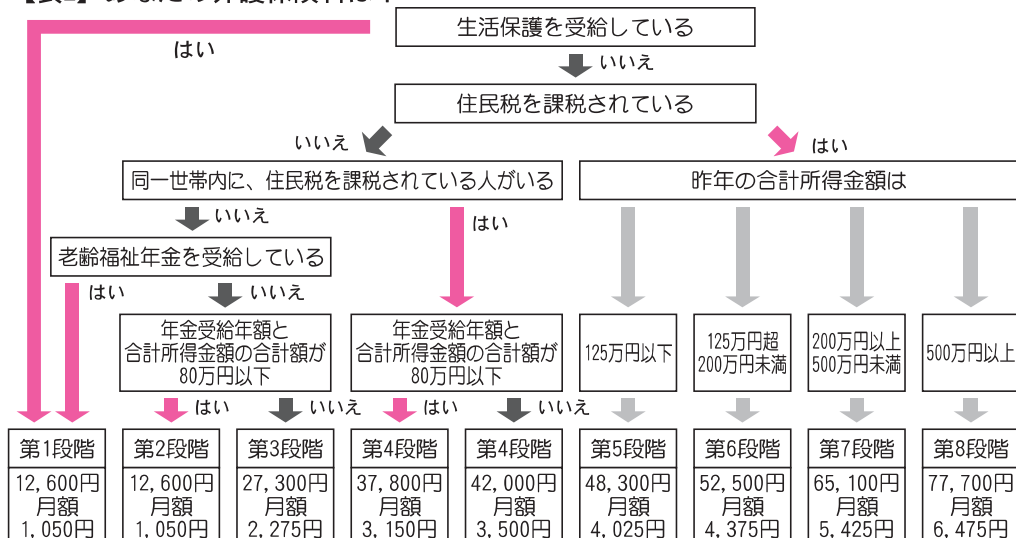 生活保護を受給している
はい
いいえ
住民税を課税されている
いいえ
はい
同一世帯内に、住民税を課税されている人がいる
昨年の合計所得金額は
いいえ
はい
老齢福祉年金を受給している
はい
いいえ
年金受給年額と
合計所得金額の合計額が
80万円以下
年金受給年額と
合計所得金額の合計額が
80万円以下
125万円以下
125万円超
200万円未満
200万円以上
500万円未満
500万円以上
はい
いいえ
はい
いいえ
第1段階
12,600円
月額
1,050円
第2段階
12,600円
月額
1,050円
第3段階
27,300円
月額
2,275円
第4段階
37,800円
月額
3,150円
第4段階
42,000円
月額
3,500円
第5段階
48,300円
月額
4,025円
第6段階
52,500円
月額
4,375円
第7段階
65,100円
月額
5,425円
第8段階
77,700円
月額
6,475円